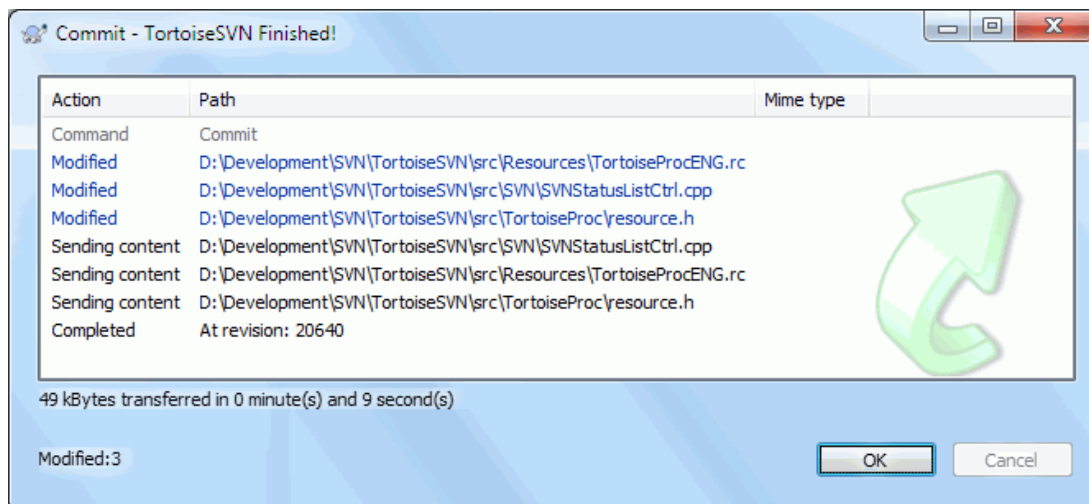 Commit - TortoiseSVN Finished!
Action Path Mime type
Command Commit
Modified D:\Development\SVN\TortoiseSVN\src\Resources\TortoiseProcENG.rc
Modified D:\Development\SVN\TortoiseSVN\src\SVN\SVNStatusListCtrl.cpp
Modified D:\Development\SVN\TortoiseSVN\src\TortoiseProc\resource.h
Sending content D:\Development\SVN\TortoiseSVN\src\SVN\SVNStatusListCtrl.cpp
Sending content D:\Development\SVN\TortoiseSVN\src\Resources\TortoiseProcENG.rc
Sending content D:\Development\SVN\TortoiseSVN\src\TortoiseProc\resource.h
Completed At revision: 20640
49 kBytes transferred in 0 minute(s) and 9 second(s)
Modified:3 OK Cancel